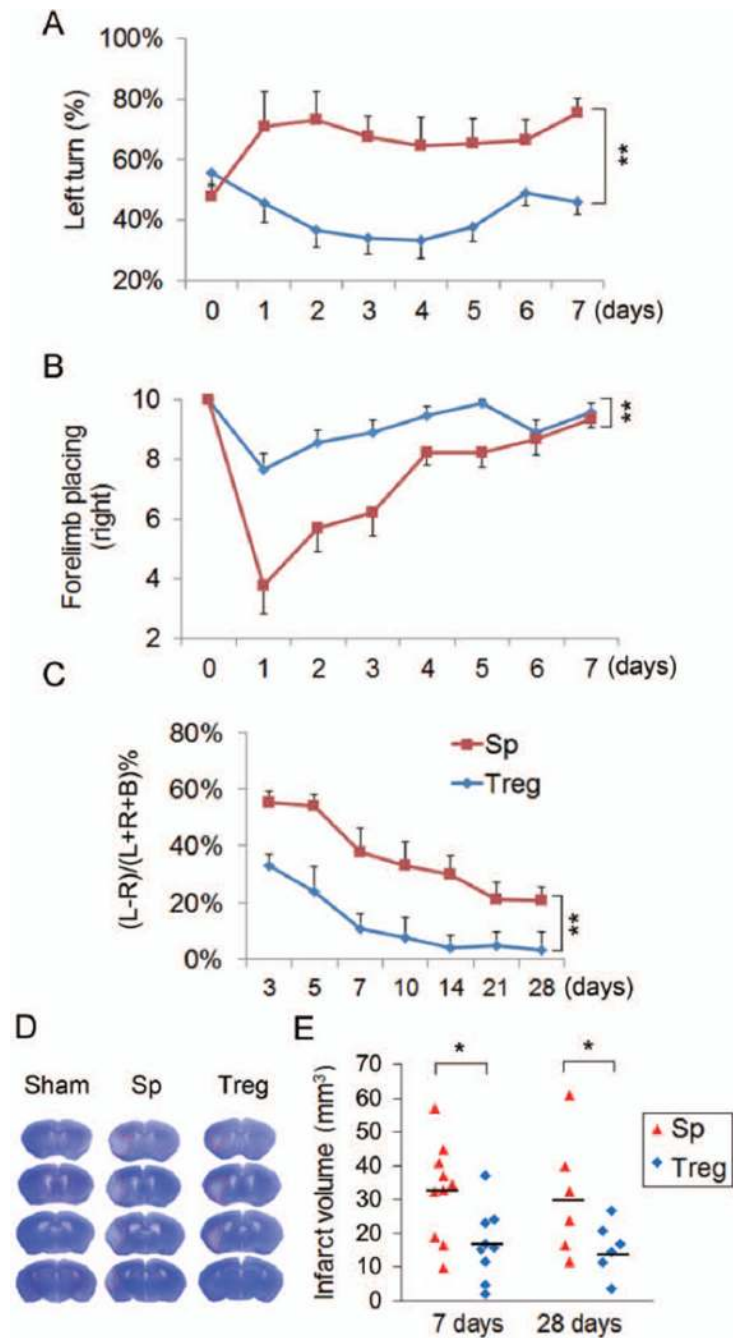 A
100%
80%
60%
40%
20%
Left turn (%)
**
0 1 2 3 4 5 6 7 (days)
B
10
8
6
4
2
Forelimb placing
(right)
**
0 1 2 3 4 5 6 7 (days)
C
80%
60%
40%
20%
0%
(L-R)/(L+R+B)%
Sp
Treg
**
3 5 7 10 14 21 28 (days)
D
Sham Sp Treg
E
70
60
50
40
30
20
10
0
Infarct volume (mm³)
* *
Sp
Treg
7 days 28 days